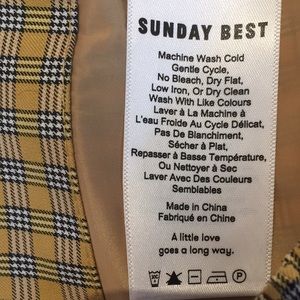 SUNDAY BEST
Machine Wash Cold
Gentle Cycle,
No Bleach, Dry Flat,
Low Iron, Or Dry Clean
Wash With Like Colours
Laver à La Machine à
L'eau Froide Au Cycle Délicat,
Pas De Blanchiment,
Sécher à Plat,
Repasser à Basse Température,
Ou Nettoyer à Sec
Laver Avec Des Couleurs
Semblables
Made in China
Fabriqué en Chine
A little love
goes a long way.